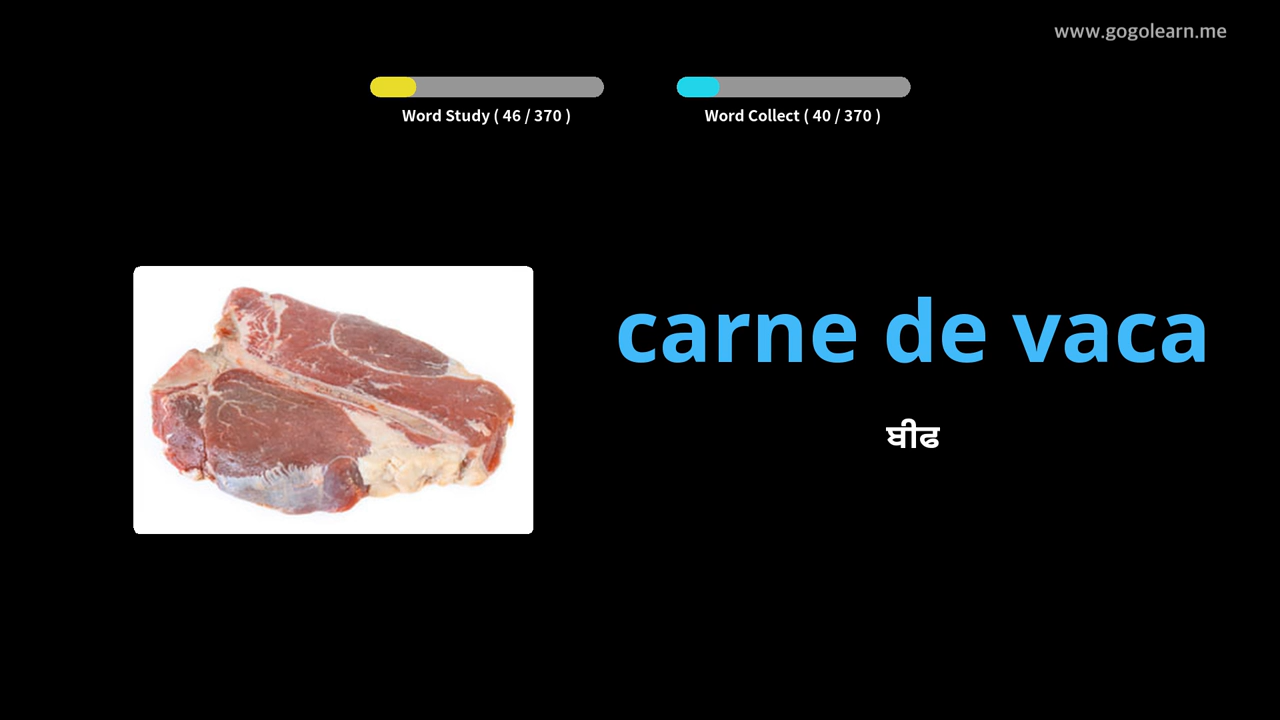 www.gogolearn.me
Word Study ( 46 / 370 )
Word Collect ( 40 / 370 )
carne de vaca
बीफ